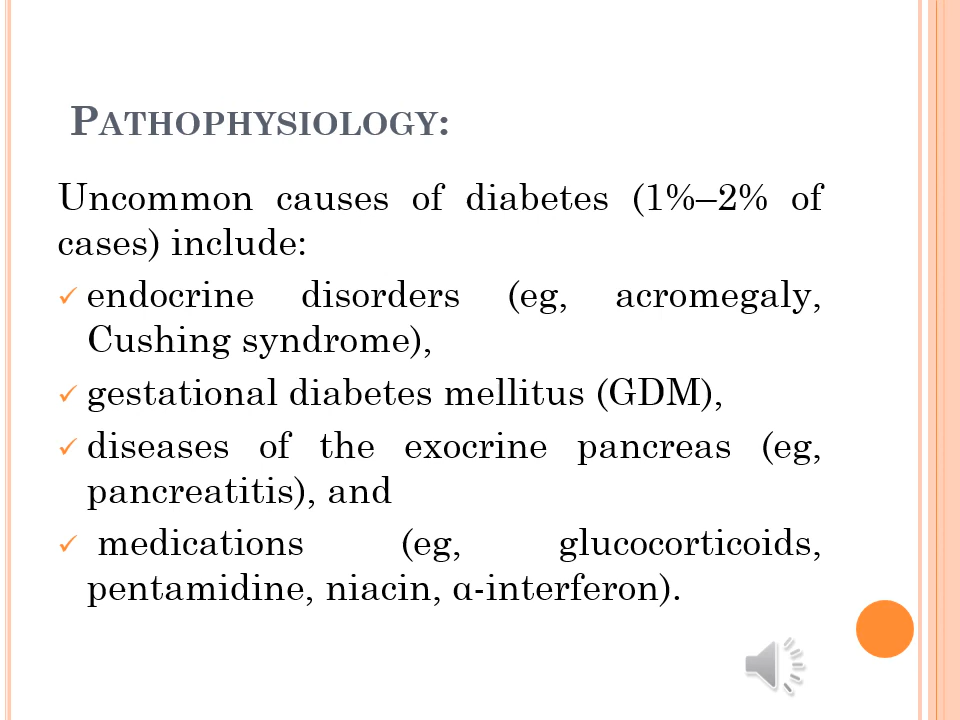 PATHOPHYSIOLOGY:
Uncommon causes of diabetes (1%–2% of
cases) include:
✓ endocrine disorders (eg, acromegaly,
Cushing syndrome),
✓ gestational diabetes mellitus (GDM),
✓ diseases of the exocrine pancreas (eg,
pancreatitis), and
✓ medications (eg, glucocorticoids,
pentamidine, niacin, α-interferon).